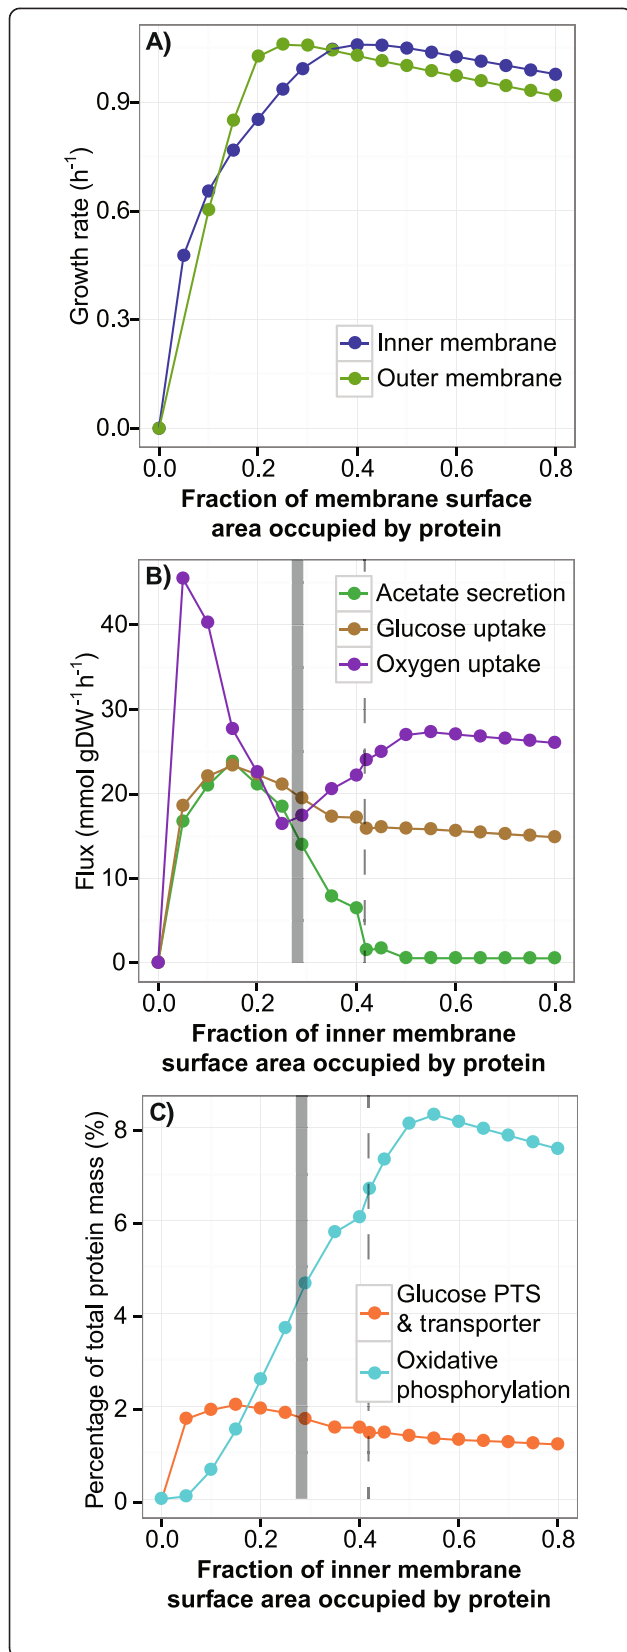 A)
Growth rate (h⁻¹)
0.9
0.6
0.3
0.0
Inner membrane
Outer membrane
0.0 0.2 0.4 0.6 0.8
Fraction of membrane surface
area occupied by protein
B)
Flux (mmol gDW⁻¹ h⁻¹)
40
30
20
10
0
Acetate secretion
Glucose uptake
Oxygen uptake
0.0 0.2 0.4 0.6 0.8
Fraction of inner membrane
surface area occupied by protein
C)
Percentage of total protein mass (%)
8
6
4
2
0
Glucose PTS
& transporter
Oxidative
phosphorylation
0.0 0.2 0.4 0.6 0.8
Fraction of inner membrane
surface area occupied by protein